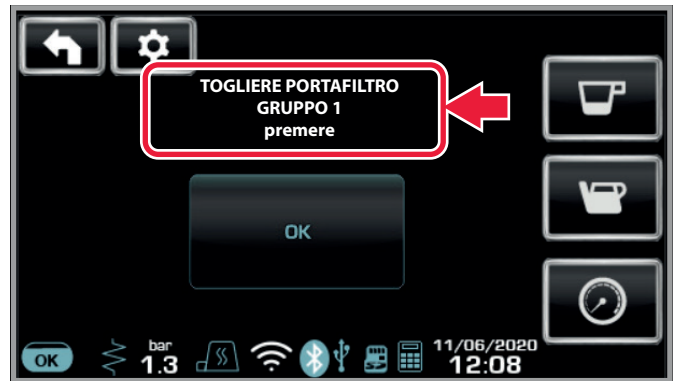 TOGLIERE PORTAFILTRO
GRUPPO 1
premere
OK
OK
bar
1.3
11/06/2020
12:08